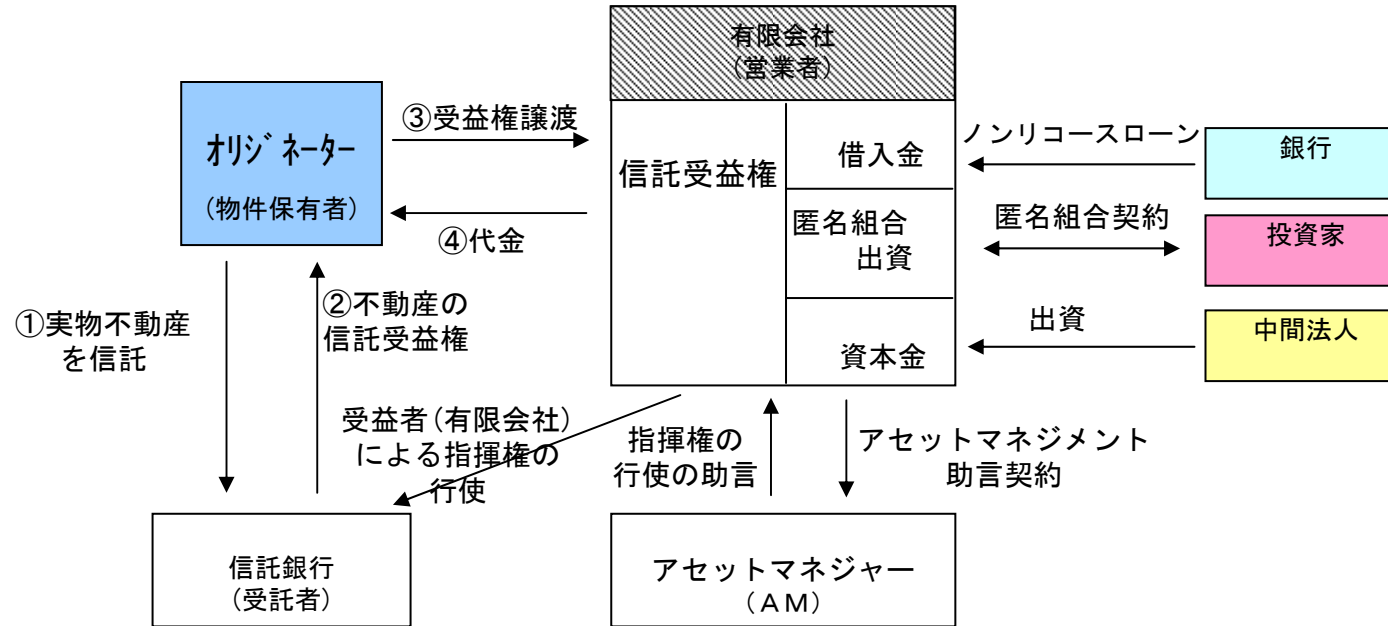 有限会社
(営業者)
③受益権譲渡
ｵﾘｼﾞﾈｰﾀｰ
(物件保有者)
④代金
信託受益権
借入金
匿名組合
出資
資本金
ノンリコースローン
銀行
匿名組合契約
投資家
出資
中間法人
①実物不動産
を信託
②不動産の
信託受益権
受益者(有限会社)
による指揮権の
行使
指揮権の
行使の助言
アセットマネジメント
助言契約
信託銀行
(受託者)
アセットマネジャー
(AM)